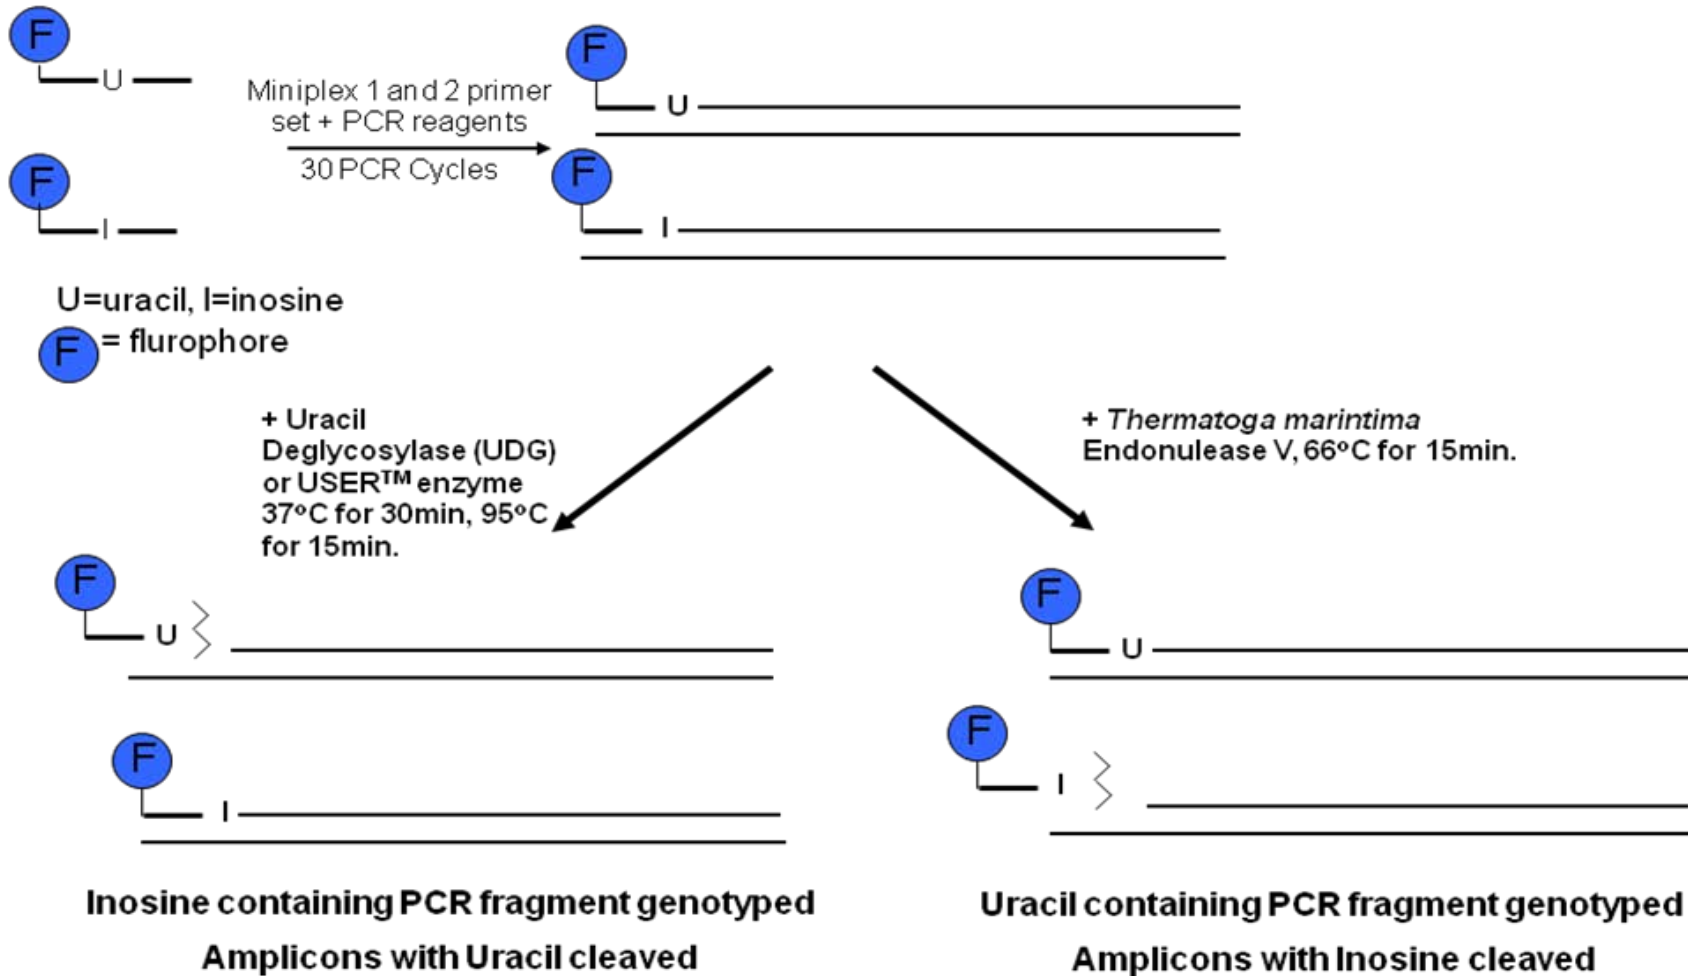 F
U
Miniplex 1 and 2 primer
set + PCR reagents
30 PCR Cycles
F
U
F
I
F
I
U=uracil, I=inosine
F = flurophore
+ Uracil
Deglycosylase (UDG)
or USER™ enzyme
37°C for 30min, 95°C
for 15min.
+ Thermatoga marintima
Endonulease V, 66°C for 15min.
F
U
F
I
F
U
F
I
Inosine containing PCR fragment genotyped
Amplicons with Uracil cleaved
Uracil containing PCR fragment genotyped
Amplicons with Inosine cleaved